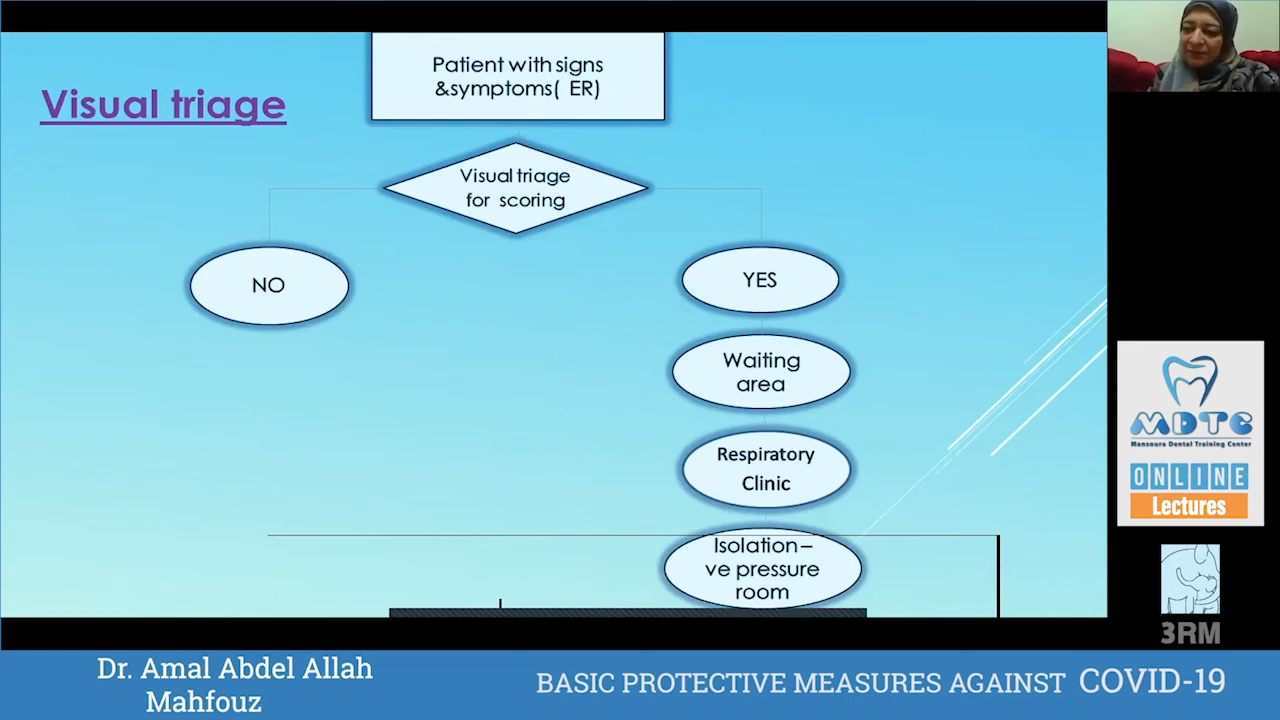 Visual triage
Patient with signs
&symptoms( ER)
Visual triage
for scoring
NO
YES
Waiting
area
Respiratory
Clinic
Isolation–
ve pressure
room
MDTC
Mansoura Dental Training Center
ONLINE
Lectures
3RM
Dr. Amal Abdel Allah
Mahfouz
BASIC PROTECTIVE MEASURES AGAINST COVID-19